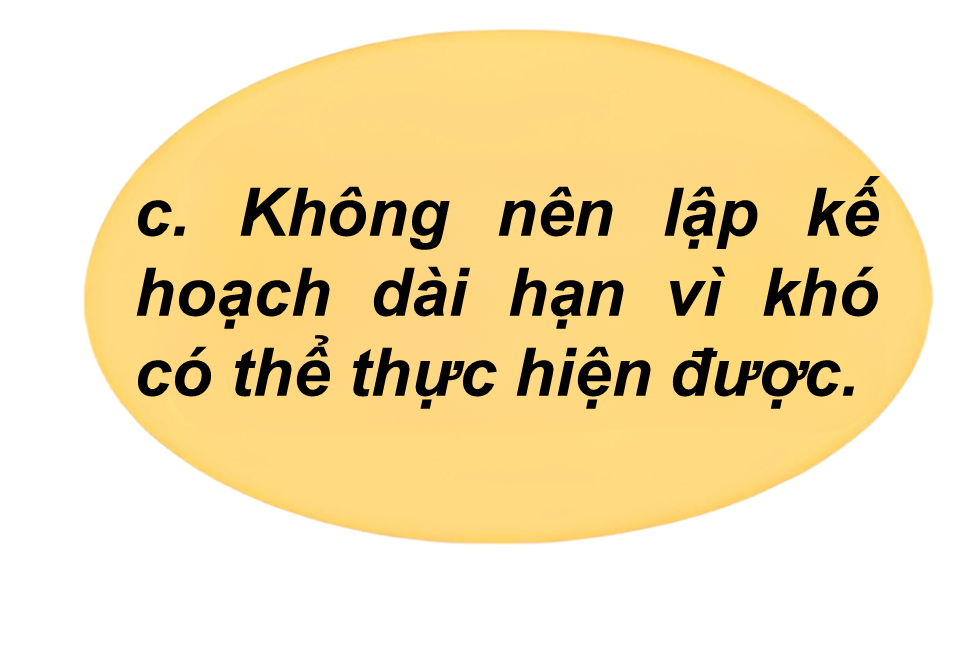 c. Không nên lập kế
hoạch dài hạn vì khó
có thể thực hiện được.